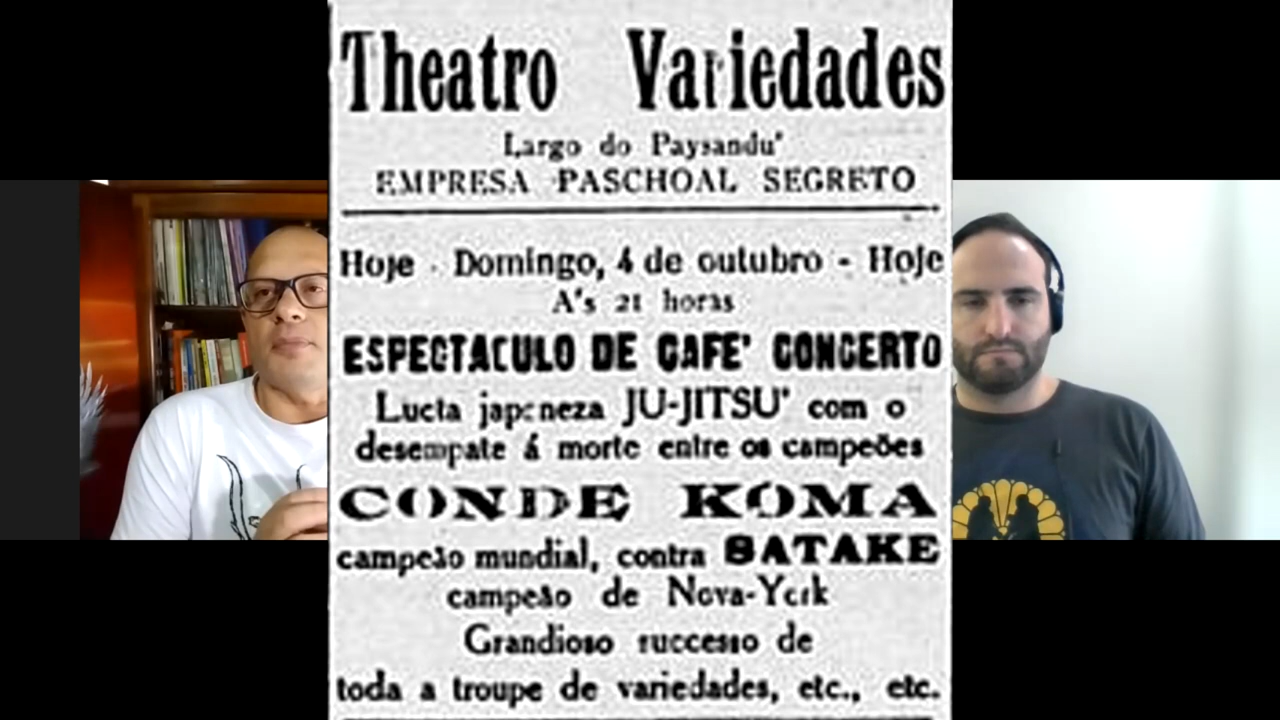 Theatro Variedades
Largo do Paysandu'
EMPRESA PASCHOAL SEGRETO
Hoje - Domingo, 4 de outubro - Hoje
A's 21 horas
ESPECTACULO DE CAFE' CONCERTO
Lucta japoneza JU-JITSU' com o
desempate á morte entre os campeões
CONDE KOMA
campeão mundial, contra SATAKE
campeão de Nova-York
Grandioso successo de
toda a troupe de variedades, etc., etc.